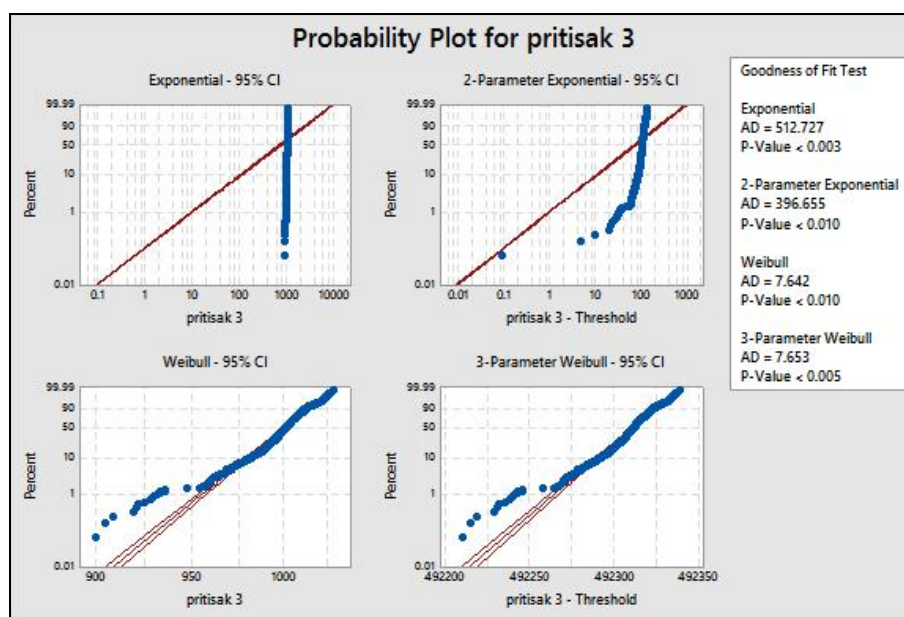 Probability Plot for pritisak 3
Exponential - 95% CI
99.99
90
50
10
1
0.01
Percent
0.1 1 10 100 1000 10000
pritisak 3
2-Parameter Exponential - 95% CI
99.99
90
50
10
1
0.01
Percent
0.01 0.1 1 10 100 1000
pritisak 3 - Threshold
Weibull - 95% CI
99.99
90
50
10
1
0.01
Percent
900 950 1000
pritisak 3
3-Parameter Weibull - 95% CI
99.99
90
50
10
1
0.01
Percent
492200 492250 492300 492350
pritisak 3 - Threshold
Goodness of Fit Test
Exponential
AD = 512.727
P-Value < 0.003
2-Parameter Exponential
AD = 396.655
P-Value < 0.010
Weibull
AD = 7.642
P-Value < 0.010
3-Parameter Weibull
AD = 7.653
P-Value < 0.005